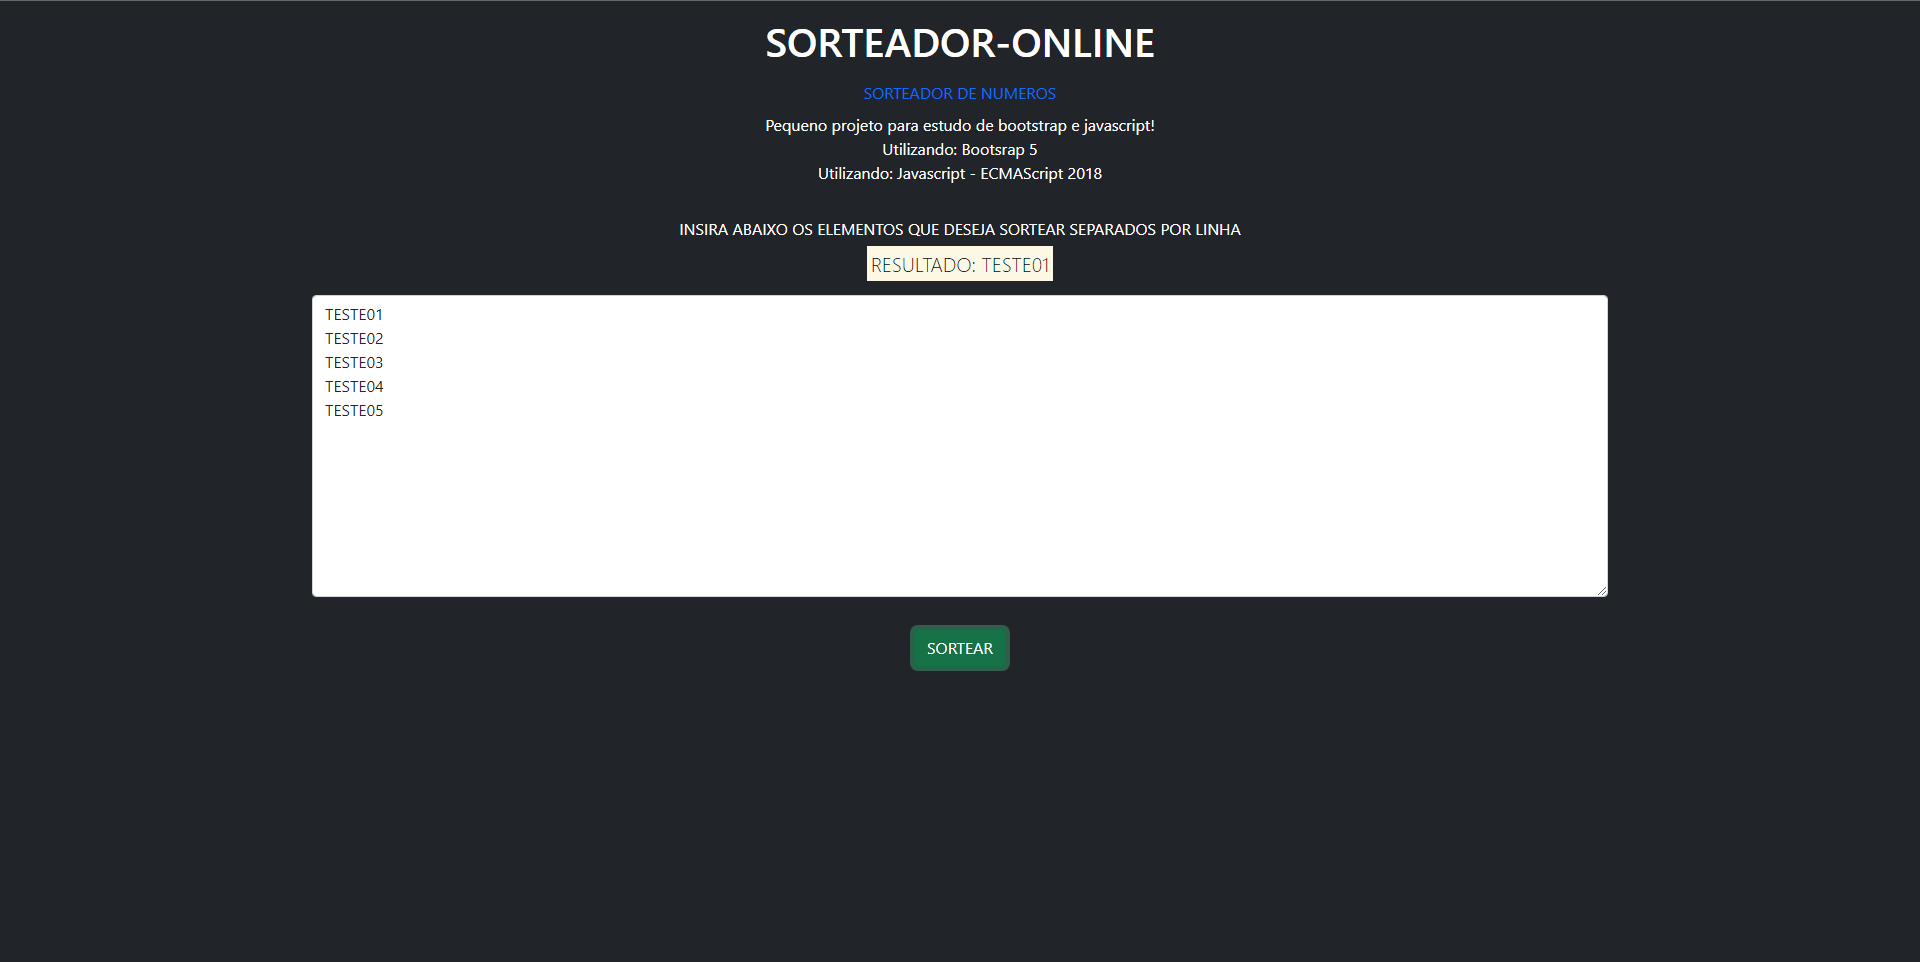 SORTEADOR-ONLINE
SORTEADOR DE NUMEROS
Pequeno projeto para estudo de bootstrap e javascript!
Utilizando: Bootsrap 5
Utilizando: Javascript - ECMAScript 2018
INSIRA ABAIXO OS ELEMENTOS QUE DESEJA SORTEAR SEPARADOS POR LINHA
RESULTADO: TESTE01
TESTE01
TESTE02
TESTE03
TESTE04
TESTE05
SORTEAR